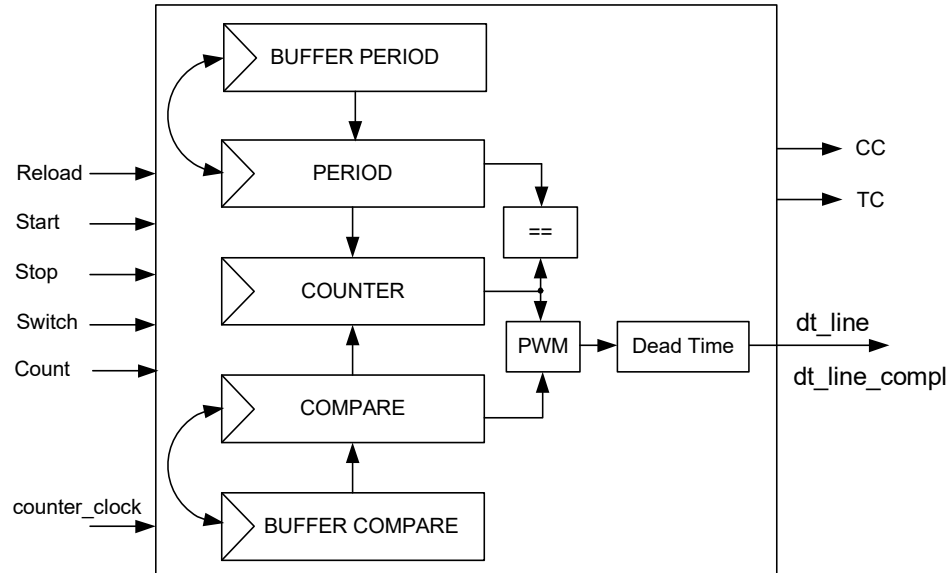 BUFFER PERIOD
PERIOD
CC
Reload
TC
Start
==
Stop
COUNTER
Switch
dt_line
PWM
Dead Time
Count
dt_line_compl
COMPARE
counter_clock
BUFFER COMPARE